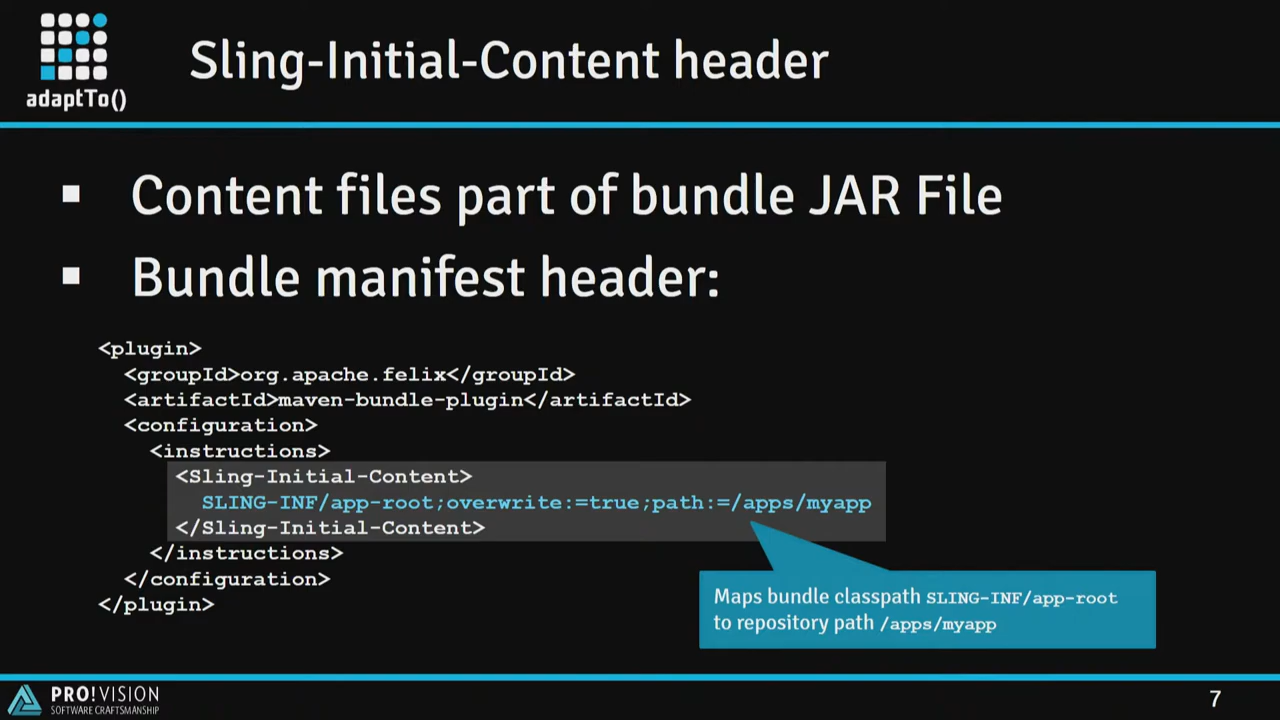 adaptTo()
Sling-Initial-Content header
Content files part of bundle JAR File
Bundle manifest header:
<plugin>
<groupId>org.apache.felix</groupId>
<artifactId>maven-bundle-plugin</artifactId>
<configuration>
<instructions>
<Sling-Initial-Content>
SLING-INF/app-root;overwrite:=true;path:=/apps/myapp
</Sling-Initial-Content>
</instructions>
</configuration>
</plugin>
Maps bundle classpath SLING-INF/app-root
to repository path /apps/myapp
PRO!VISION
SOFTWARE CRAFTSMANSHIP
7